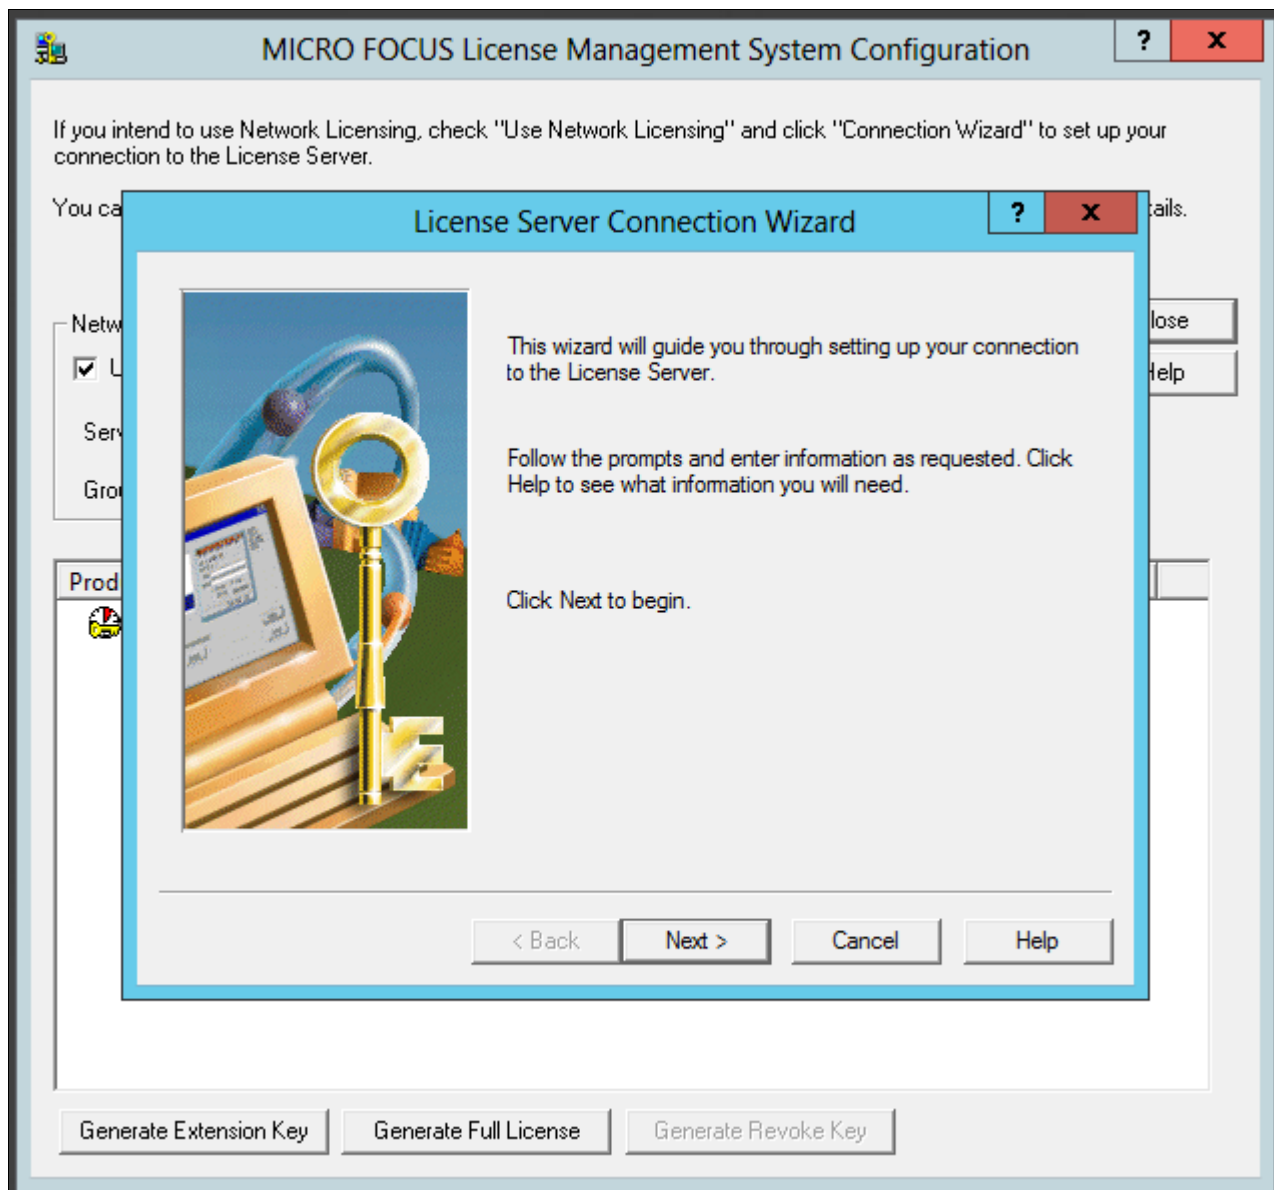 MICRO FOCUS License Management System Configuration
? x
If you intend to use Network Licensing, check "Use Network Licensing" and click "Connection Wizard" to set up your
connection to the License Server.
You ca
License Server Connection Wizard
? x
tails.
Netw
lose
This wizard will guide you through setting up your connection
to the License Server.
Help
Serv
Follow the prompts and enter information as requested. Click
Help to see what information you will need.
Prod
Click Next to begin.
< Back
Next >
Cancel
Help
Generate Extension Key
Generate Full License
Generate Revoke Key